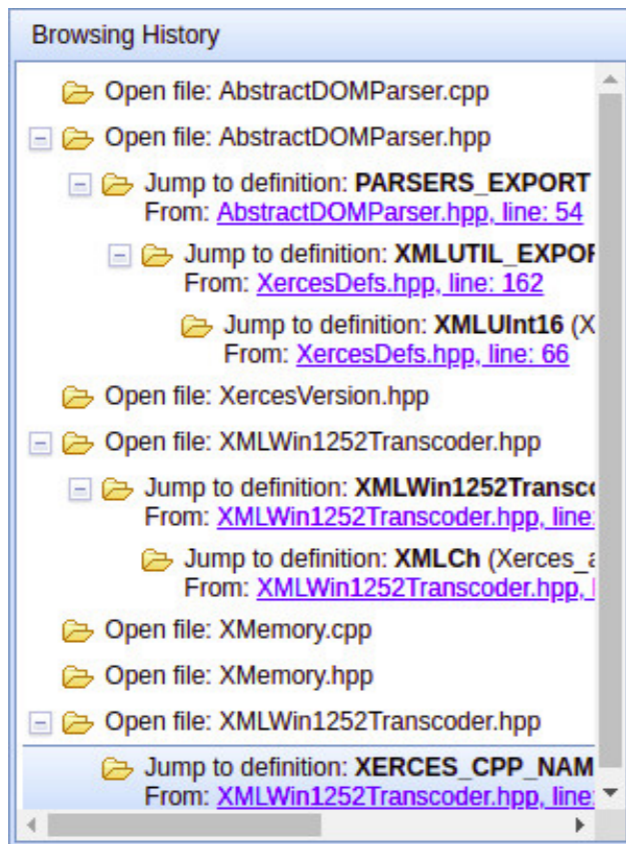 Browsing History
Open file: AbstractDOMParser.cpp
Open file: AbstractDOMParser.hpp
Jump to definition: PARSERS_EXPORT
From: AbstractDOMParser.hpp, line: 54
Jump to definition: XMLUTIL_EXPOR
From: XercesDefs.hpp, line: 162
Jump to definition: XMLUInt16 (X
From: XercesDefs.hpp, line: 66
Open file: XercesVersion.hpp
Open file: XMLWin1252Transcoder.hpp
Jump to definition: XMLWin1252Transco
From: XMLWin1252Transcoder.hpp, line:
Jump to definition: XMLCh (Xerces_a
From: XMLWin1252Transcoder.hpp, l
Open file: XMemory.cpp
Open file: XMemory.hpp
Open file: XMLWin1252Transcoder.hpp
Jump to definition: XERCES_CPP_NAM
From: XMLWin1252Transcoder.hpp, line: